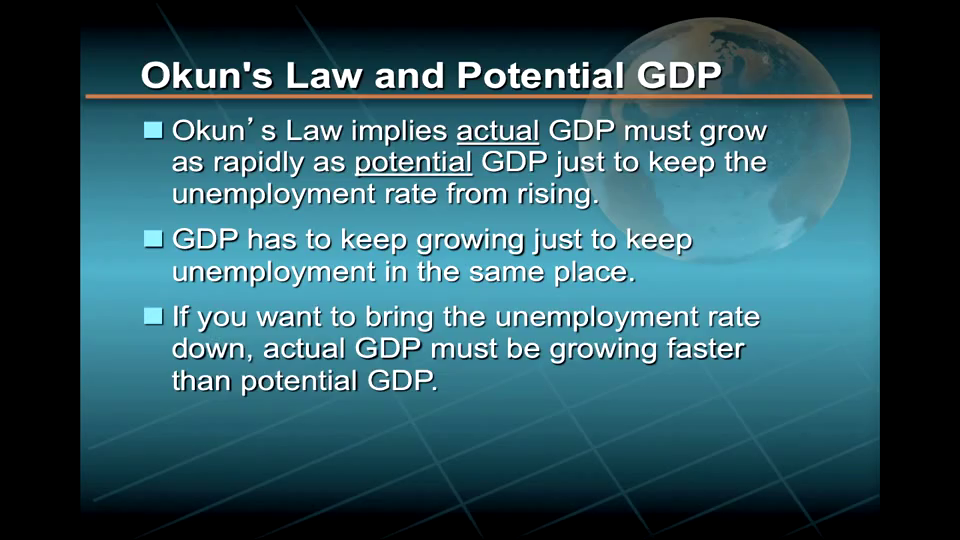 Okun's Law and Potential GDP
Okun’s Law implies actual GDP must grow
as rapidly as potential GDP just to keep the
unemployment rate from rising.
GDP has to keep growing just to keep
unemployment in the same place.
If you want to bring the unemployment rate
down, actual GDP must be growing faster
than potential GDP.